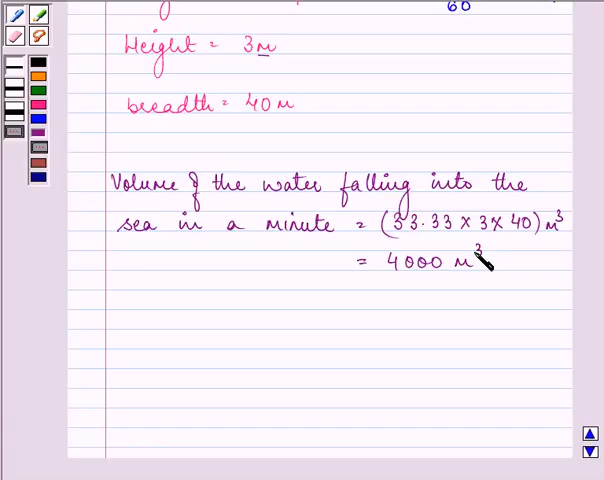 60
Height = 3m
breadth = 40m
Volume of the water falling into the
sea in a minute = (33.33 x 3 x 40) m³
= 4000 m³